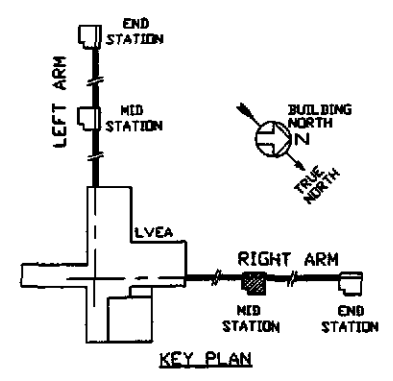 END
STATION
LEFT ARM
MID
STATION
BUILDING
NORTH
N
TRUE
NORTH
LVEA
RIGHT ARM
MID
STATION
END
STATION
KEY PLAN